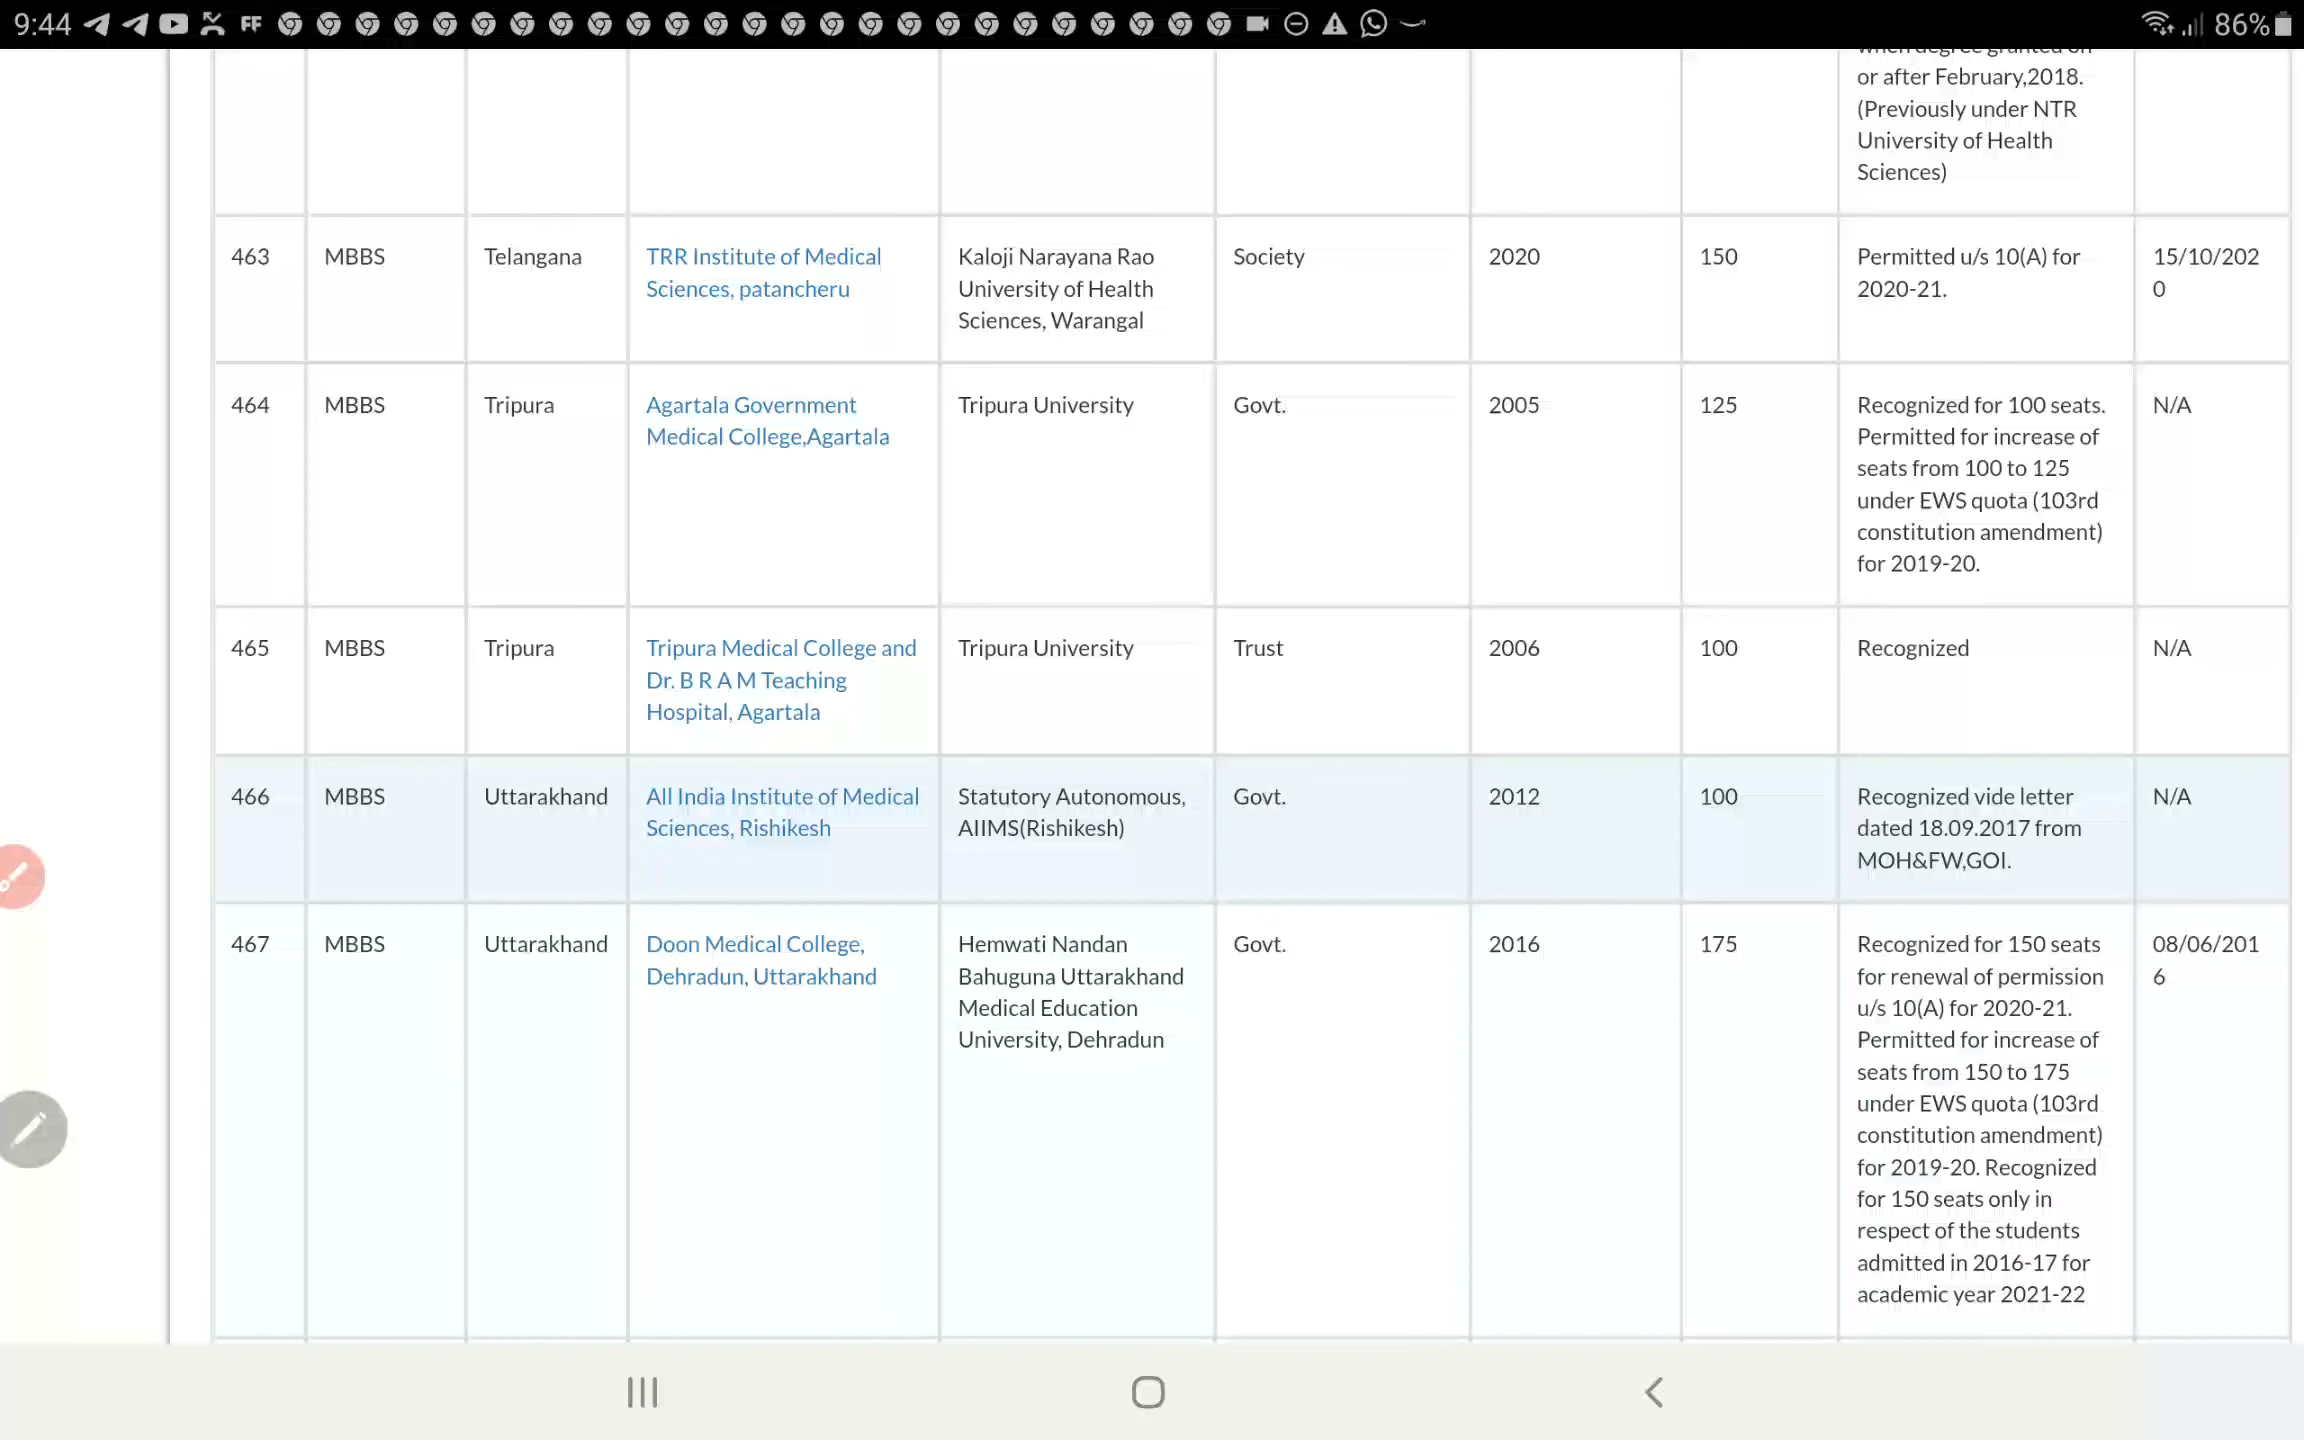 9:44
FF
86%
or after February,2018.
(Previously under NTR
University of Health
Sciences)
463 MBBS Telangana TRR Institute of Medical Kaloji Narayana Rao Society 2020 150 Permitted u/s 10(A) for 15/10/202
Sciences, patancheru University of Health 2020-21. 0
Sciences, Warangal
464 MBBS Tripura Agartala Government Tripura University Govt. 2005 125 Recognized for 100 seats. N/A
Medical College,Agartala Permitted for increase of
seats from 100 to 125
under EWS quota (103rd
constitution amendment)
for 2019-20.
465 MBBS Tripura Tripura Medical College and Tripura University Trust 2006 100 Recognized N/A
Dr. B R A M Teaching
Hospital, Agartala
466 MBBS Uttarakhand All India Institute of Medical Statutory Autonomous, Govt. 2012 100 Recognized vide letter N/A
Sciences, Rishikesh AIIMS(Rishikesh) dated 18.09.2017 from
MOH&FW,GOI.
467 MBBS Uttarakhand Doon Medical College, Hemwati Nandan Govt. 2016 175 Recognized for 150 seats 08/06/201
Dehradun, Uttarakhand Bahuguna Uttarakhand for renewal of permission 6
Medical Education u/s 10(A) for 2020-21.
University, Dehradun Permitted for increase of
seats from 150 to 175
under EWS quota (103rd
constitution amendment)
for 2019-20. Recognized
for 150 seats only in
respect of the students
admitted in 2016-17 for
academic year 2021-22